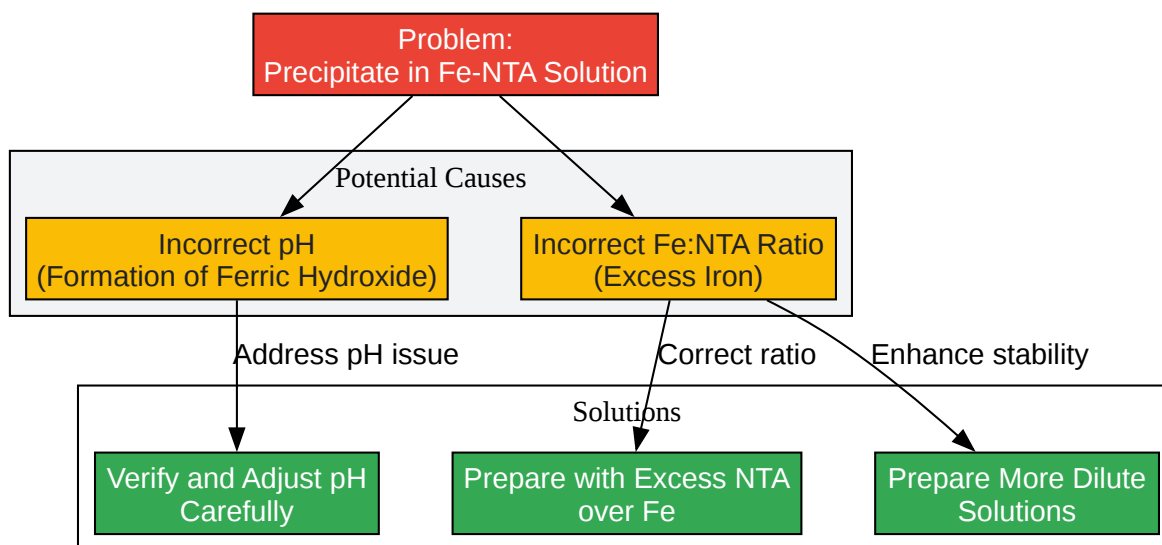 Problem:
Precipitate in Fe-NTA Solution
Potential Causes
Incorrect pH
(Formation of Ferric Hydroxide)
Incorrect Fe:NTA Ratio
(Excess Iron)
Address pH issue
Correct ratio
Enhance stability
Solutions
Verify and Adjust pH
Carefully
Prepare with Excess NTA
over Fe
Prepare More Dilute
Solutions